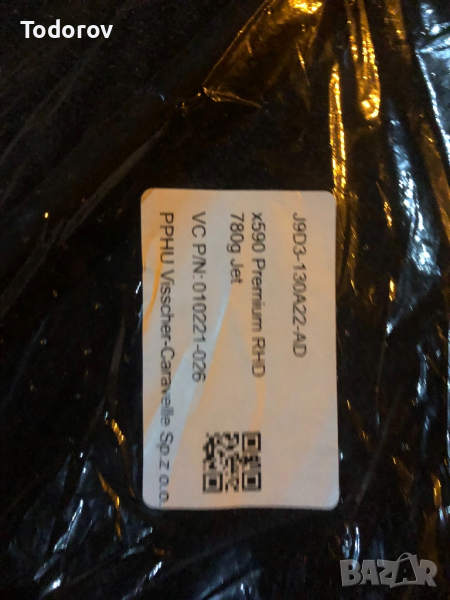 Todorov
J9D3-130A22-AD
x590 Premium RHD
780g Jet
VC P/N: 010221-026
PPHU Visscher-Caravelle Sp.z o.o.
BAZAR